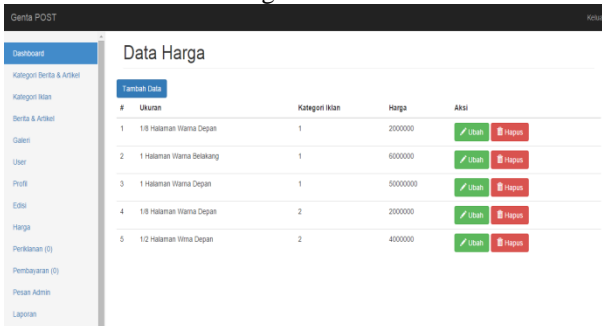 Genta POST
Kelua
Dashboard
Kategori Berita & Artikel
Kategori Iklan
Berita & Artikel
Galeri
User
Profil
Edisi
Harga
Periklanan (0)
Pembayaran (0)
Pesan Admin
Laporan
Data Harga
Tambah Data
# Ukuran Kategori Iklan Harga Aksi
1 1/8 Halaman Warna Depan 1 2000000 Ubah Hapus
2 1 Halaman Warna Belakang 1 6000000 Ubah Hapus
3 1 Halaman Warna Depan 1 50000000 Ubah Hapus
4 1/8 Halaman Warna Depan 2 2000000 Ubah Hapus
5 1/2 Halaman Wrna Depan 2 4000000 Ubah Hapus